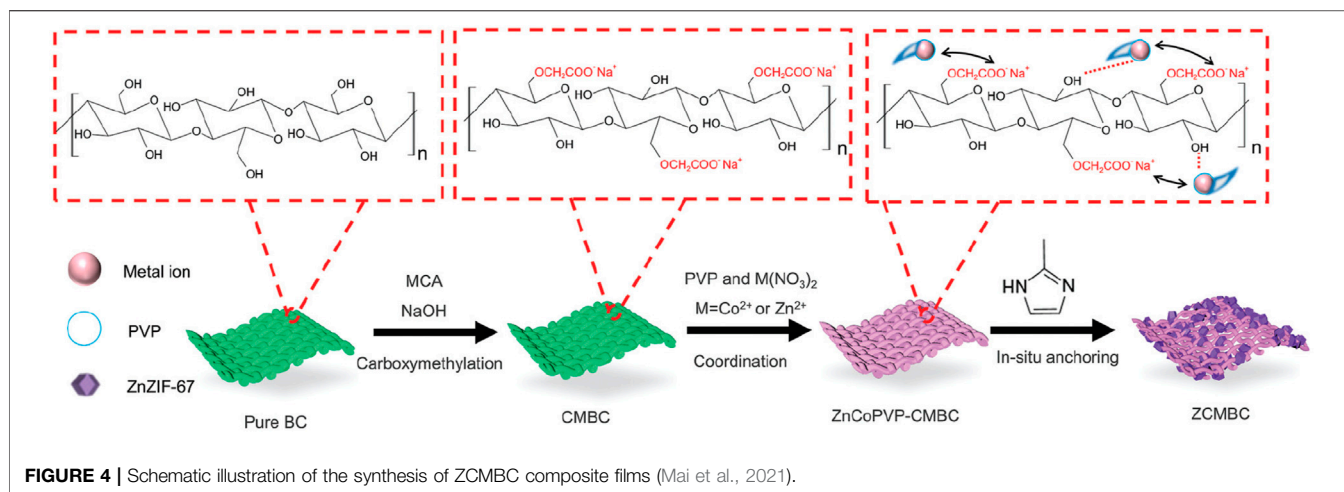 OH
OH
HO
OH
O
O
O
O
HO
O
HO
O
OH
HO
OH
OH
n
OCH₂COO⁻Na⁺
OH
OCH₂COO⁻Na⁺
HO
O
O
O
O
HO
O
HO
O
OH
HO
OH
OCH₂COO⁻Na⁺
n
OCH₂COO⁻Na⁺
OH
OCH₂COO⁻Na⁺
HO
O
O
O
O
HO
O
HO
O
OH
HO
OH
OCH₂COO⁻Na⁺
n
Metal ion
PVP
ZnZIF-67
MCA
NaOH
Carboxymethylation
PVP and M(NO₃)₂
M=Co²⁺ or Zn²⁺
Coordination
HN
N
In-situ anchoring
Pure BC
CMBC
ZnCoPVP-CMBC
ZCMBC
FIGURE 4 | Schematic illustration of the synthesis of ZCMBC composite films (Mai et al., 2021).